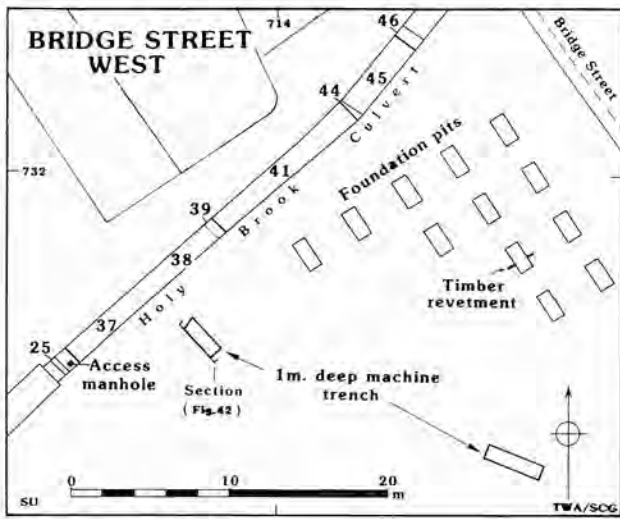 BRIDGE STREET
WEST
714
46
Bridge Street
45
44
Culvert
732
41
Foundation pits
39
Brook
38
Timber
revetment
Holy
37
25
Access
manhole
Section
(Fig. 42)
1m. deep machine
trench
0
10
20
m
SU
TWA/SCG